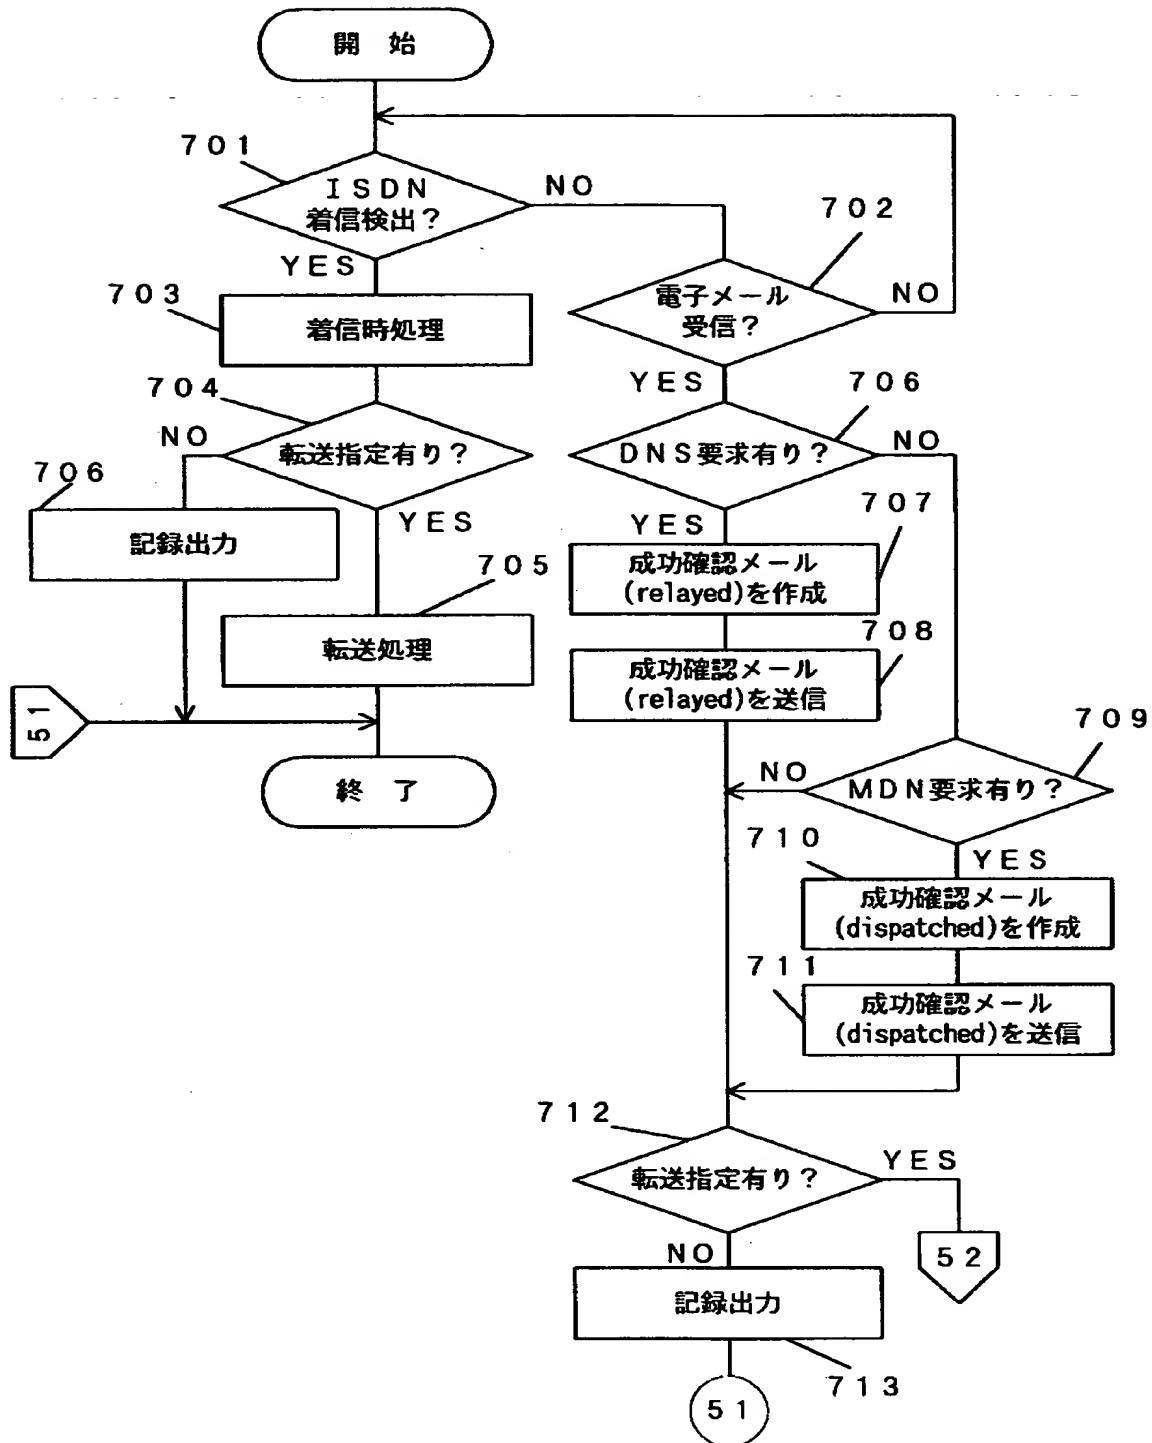 開 始
701
ISDN
着信検出?
NO
YES
702
電子メール
受信?
NO
YES
703
着信時処理
704
転送指定有り?
NO
YES
706
DNS要求有り?
NO
YES
706
記録出力
707
成功確認メール
(relayed)を作成
705
転送処理
708
成功確認メール
(relayed)を送信
51
終 了
709
MDN要求有り?
NO
YES
710
成功確認メール
(dispatched)を作成
711
成功確認メール
(dispatched)を送信
712
転送指定有り?
YES
NO
52
記録出力
713
51